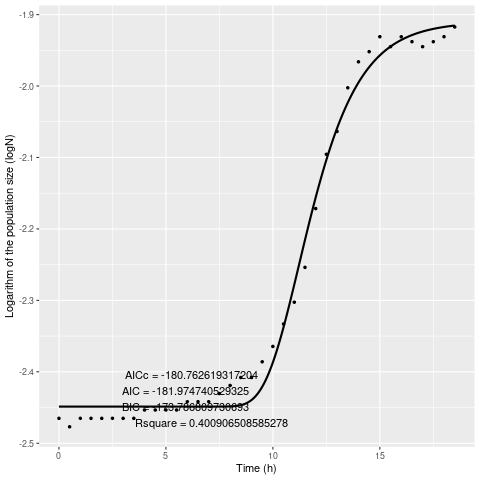 -1.9
-2.0
-2.1
-2.2
-2.3
-2.4
-2.5
Logarithm of the population size (logN)
AICc = -180.762619317204
AIC = -181.974740529325
Rsquare = 0.400906508585278
0
5
10
15
Time (h)